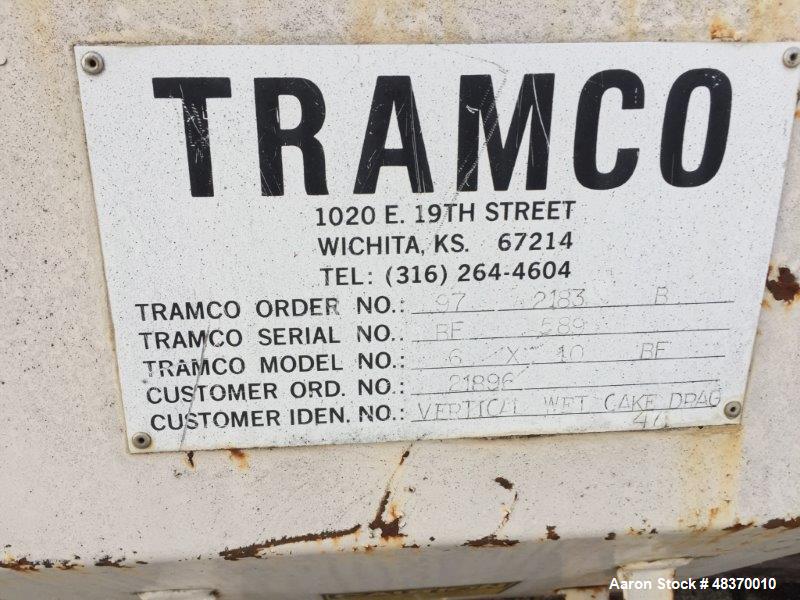 TRAMCO
1020 E. 19TH STREET
WICHITA, KS. 67214
TEL: (316) 264-4604
TRAMCO ORDER NO.: 97 2183 B
TRAMCO SERIAL NO.: BF 589
TRAMCO MODEL NO.: 6 X 10 BF
CUSTOMER ORD. NO.: 21896
CUSTOMER IDEN. NO.: VERTICAL WET CAKE DRAG
Aaron Stock # 48370010